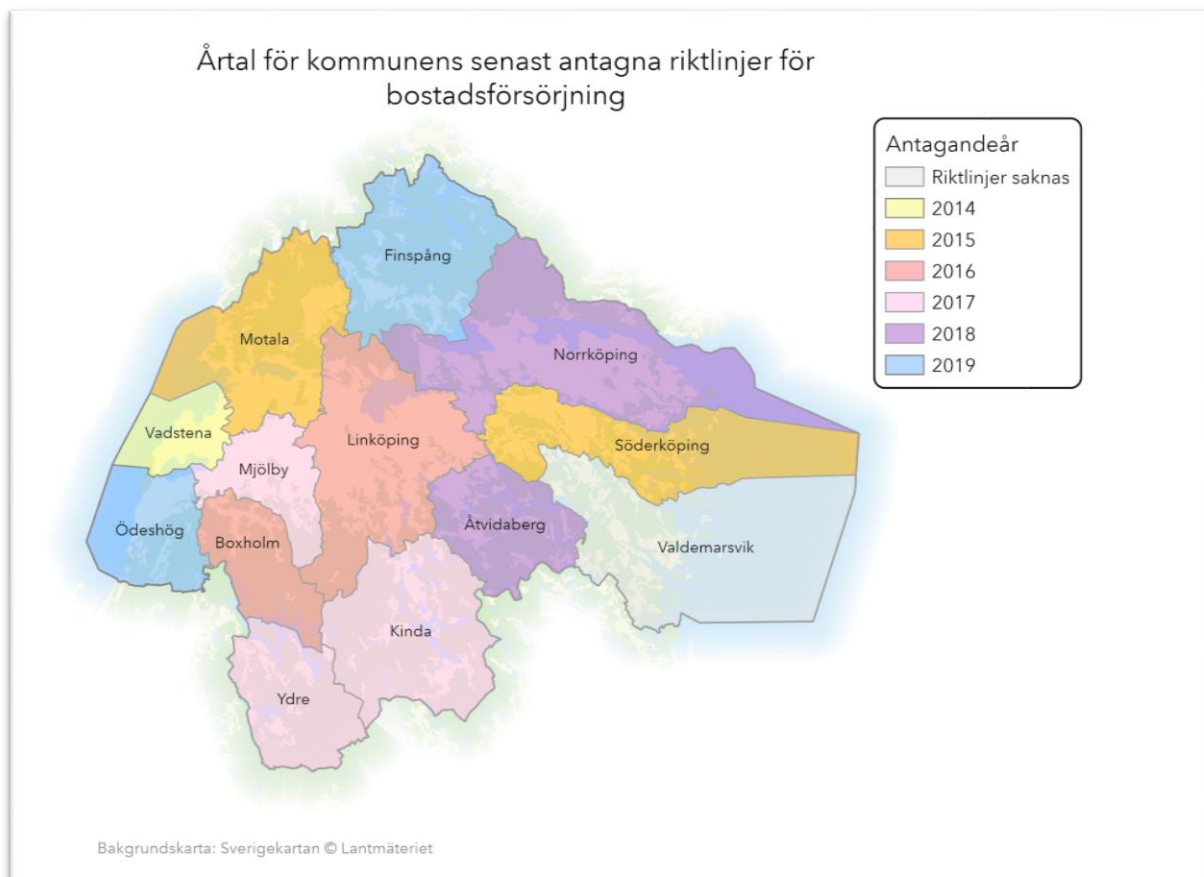 Årtal för kommunens senast antagna riktlinjer för
bostadsförsörjning
Antagandeår
Riktlinjer saknas
2014
2015
2016
2017
2018
2019
Finspång
Motala
Norrköping
Vadstena
Linköping
Söderköping
Mjölby
Ödeshög
Boxholm
Åtvidaberg
Valdemarsvik
Kinda
Ydre
Bakgrundskarta: Sverigekartan © Lantmäteriet